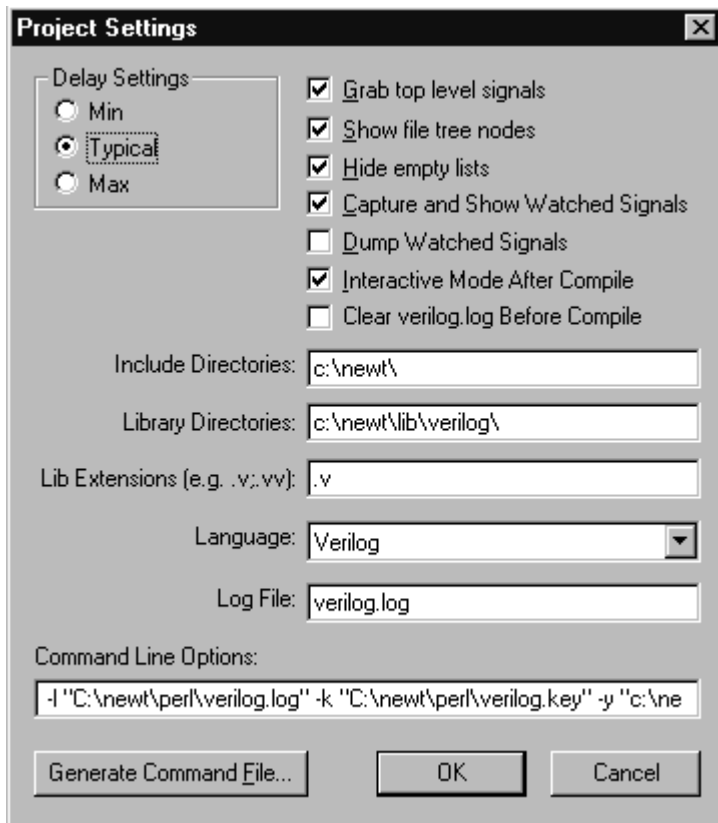 Project Settings
Delay Settings
Min
Typical
Max
Grab top level signals
Show file tree nodes
Hide empty lists
Capture and Show Watched Signals
Dump Watched Signals
Interactive Mode After Compile
Clear verilog.log Before Compile
Include Directories: c:\newt\
Library Directories: c:\newt\lib\verilog\
Lib Extensions (e.g. .v;.vv): .v
Language: Verilog
Log File: verilog.log
Command Line Options:
-l "C:\newt\perl\verilog.log" -k "C:\newt\perl\verilog.key" -y "c:\ne
Generate Command File... OK Cancel